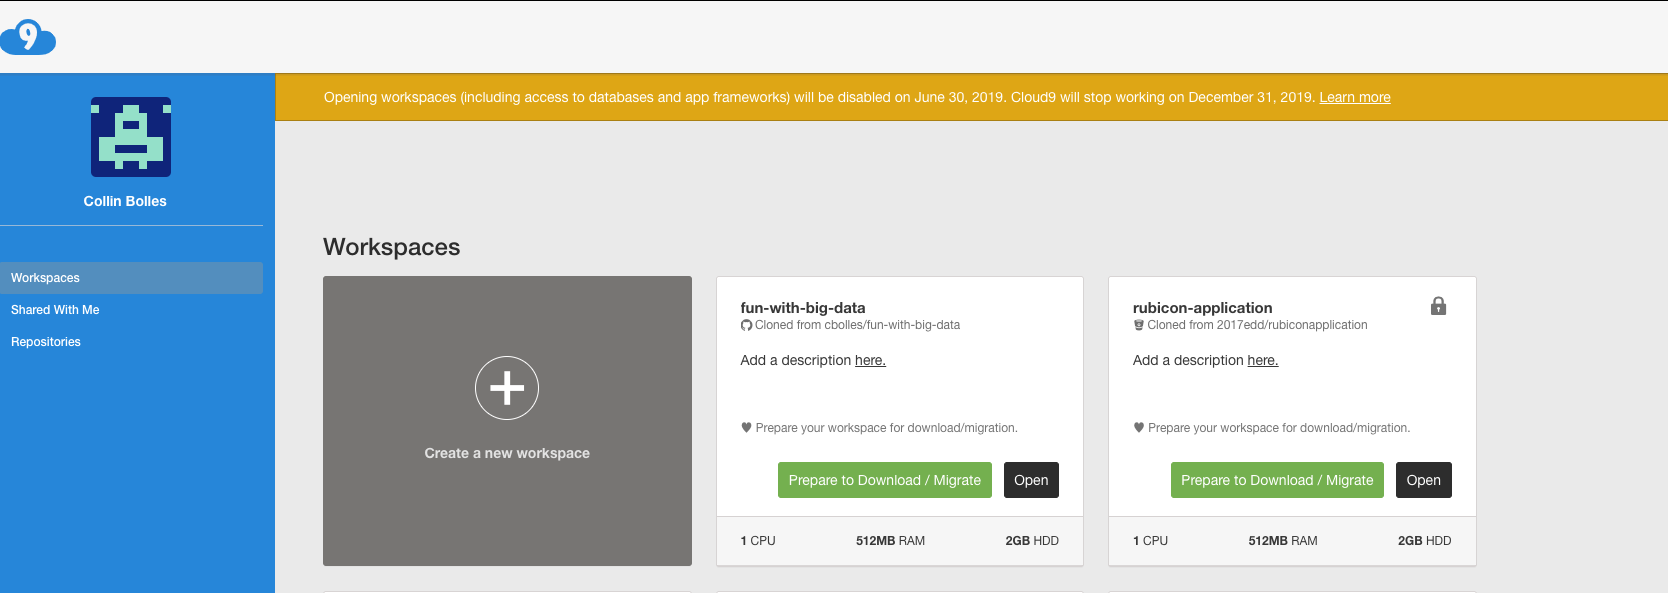 9
Opening workspaces (including access to databases and app frameworks) will be disabled on June 30, 2019. Cloud9 will stop working on December 31, 2019. Learn more
Collin Bolles
Workspaces
Shared With Me
Repositories
Workspaces
Create a new workspace
fun-with-big-data
Cloned from cbolles/fun-with-big-data
Add a description here.
Prepare your workspace for download/migration.
Prepare to Download / Migrate
Open
1 CPU 512MB RAM 2GB HDD
rubicon-application
Cloned from 2017edd/rubiconapplication
Add a description here.
Prepare your workspace for download/migration.
Prepare to Download / Migrate
Open
1 CPU 512MB RAM 2GB HDD